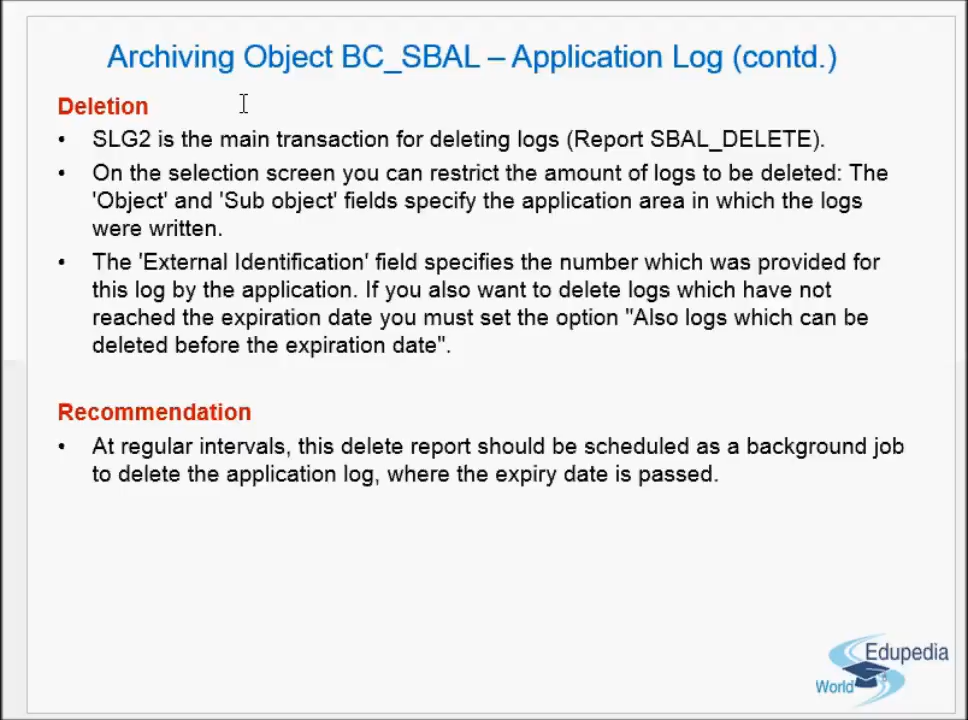 Archiving Object BC_SBAL – Application Log (contd.)
Deletion
• SLG2 is the main transaction for deleting logs (Report SBAL_DELETE).
• On the selection screen you can restrict the amount of logs to be deleted: The
'Object' and 'Sub object' fields specify the application area in which the logs
were written.
• The 'External Identification' field specifies the number which was provided for
this log by the application. If you also want to delete logs which have not
reached the expiration date you must set the option "Also logs which can be
deleted before the expiration date".
Recommendation
• At regular intervals, this delete report should be scheduled as a background job
to delete the application log, where the expiry date is passed.
Edupedia
World